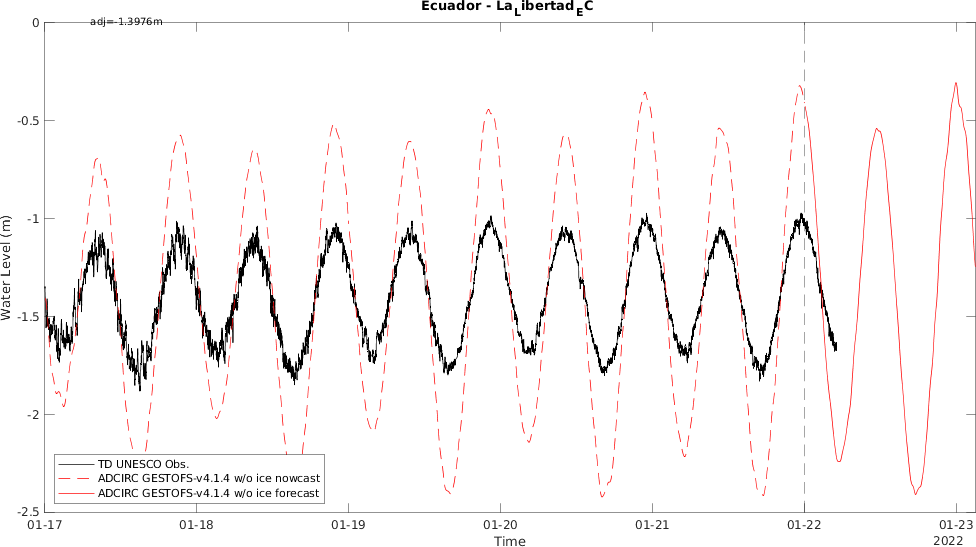 Ecuador - La_Libertad_EC
adj=-1.3976m
0
-0.5
-1
-1.5
-2
-2.5
Water Level (m)
TD UNESCO Obs.
ADCIRC GESTOFS-v4.1.4 w/o ice nowcast
ADCIRC GESTOFS-v4.1.4 w/o ice forecast
01-17 01-18 01-19 01-20 01-21 01-22 01-23
Time
2022